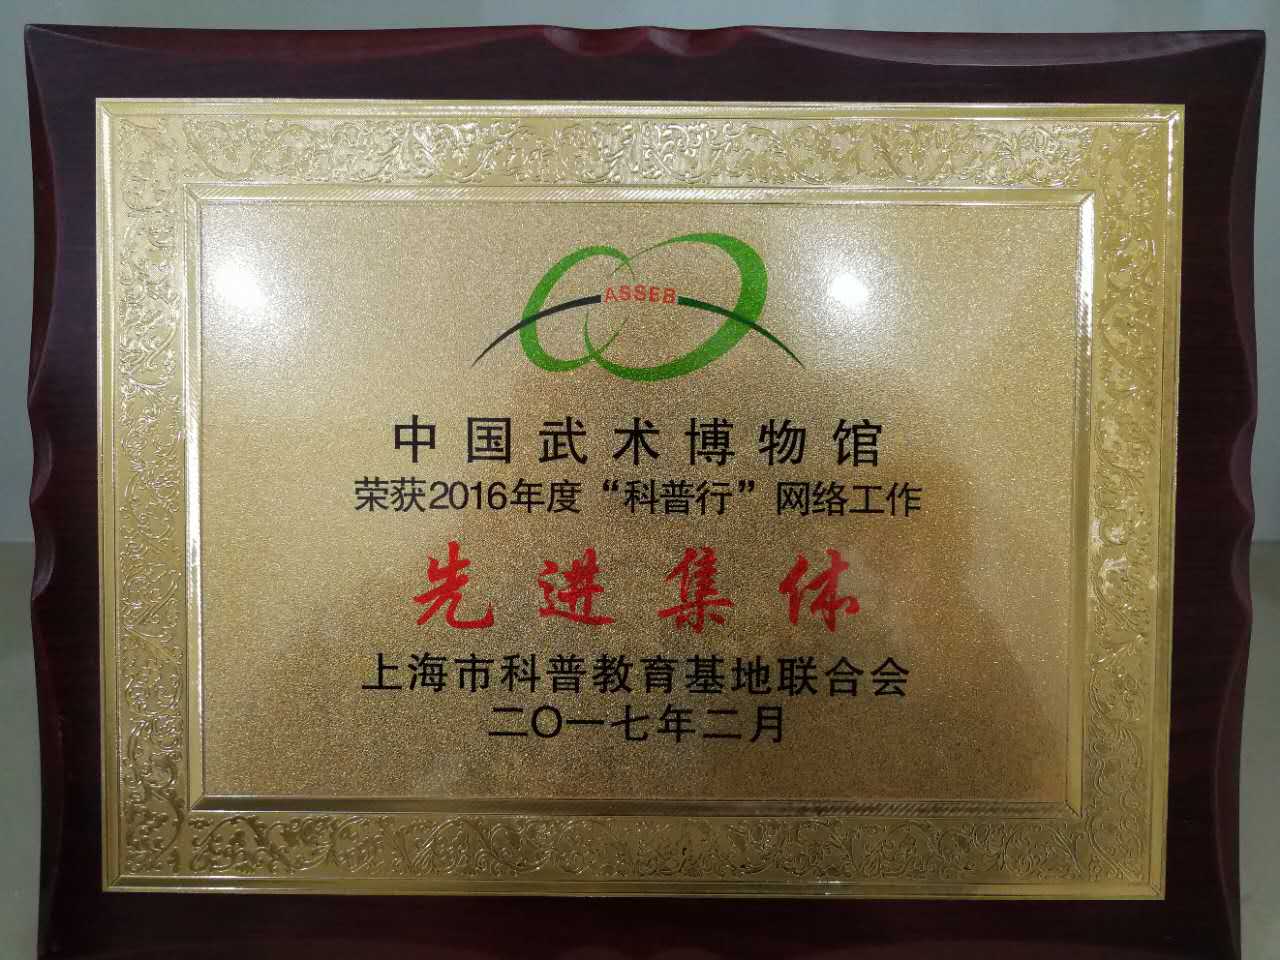 ASSEB
中国武术博物馆
荣获2016年度“科普行”网络工作
先进集体
上海市科普教育基地联合会
二〇一七年二月